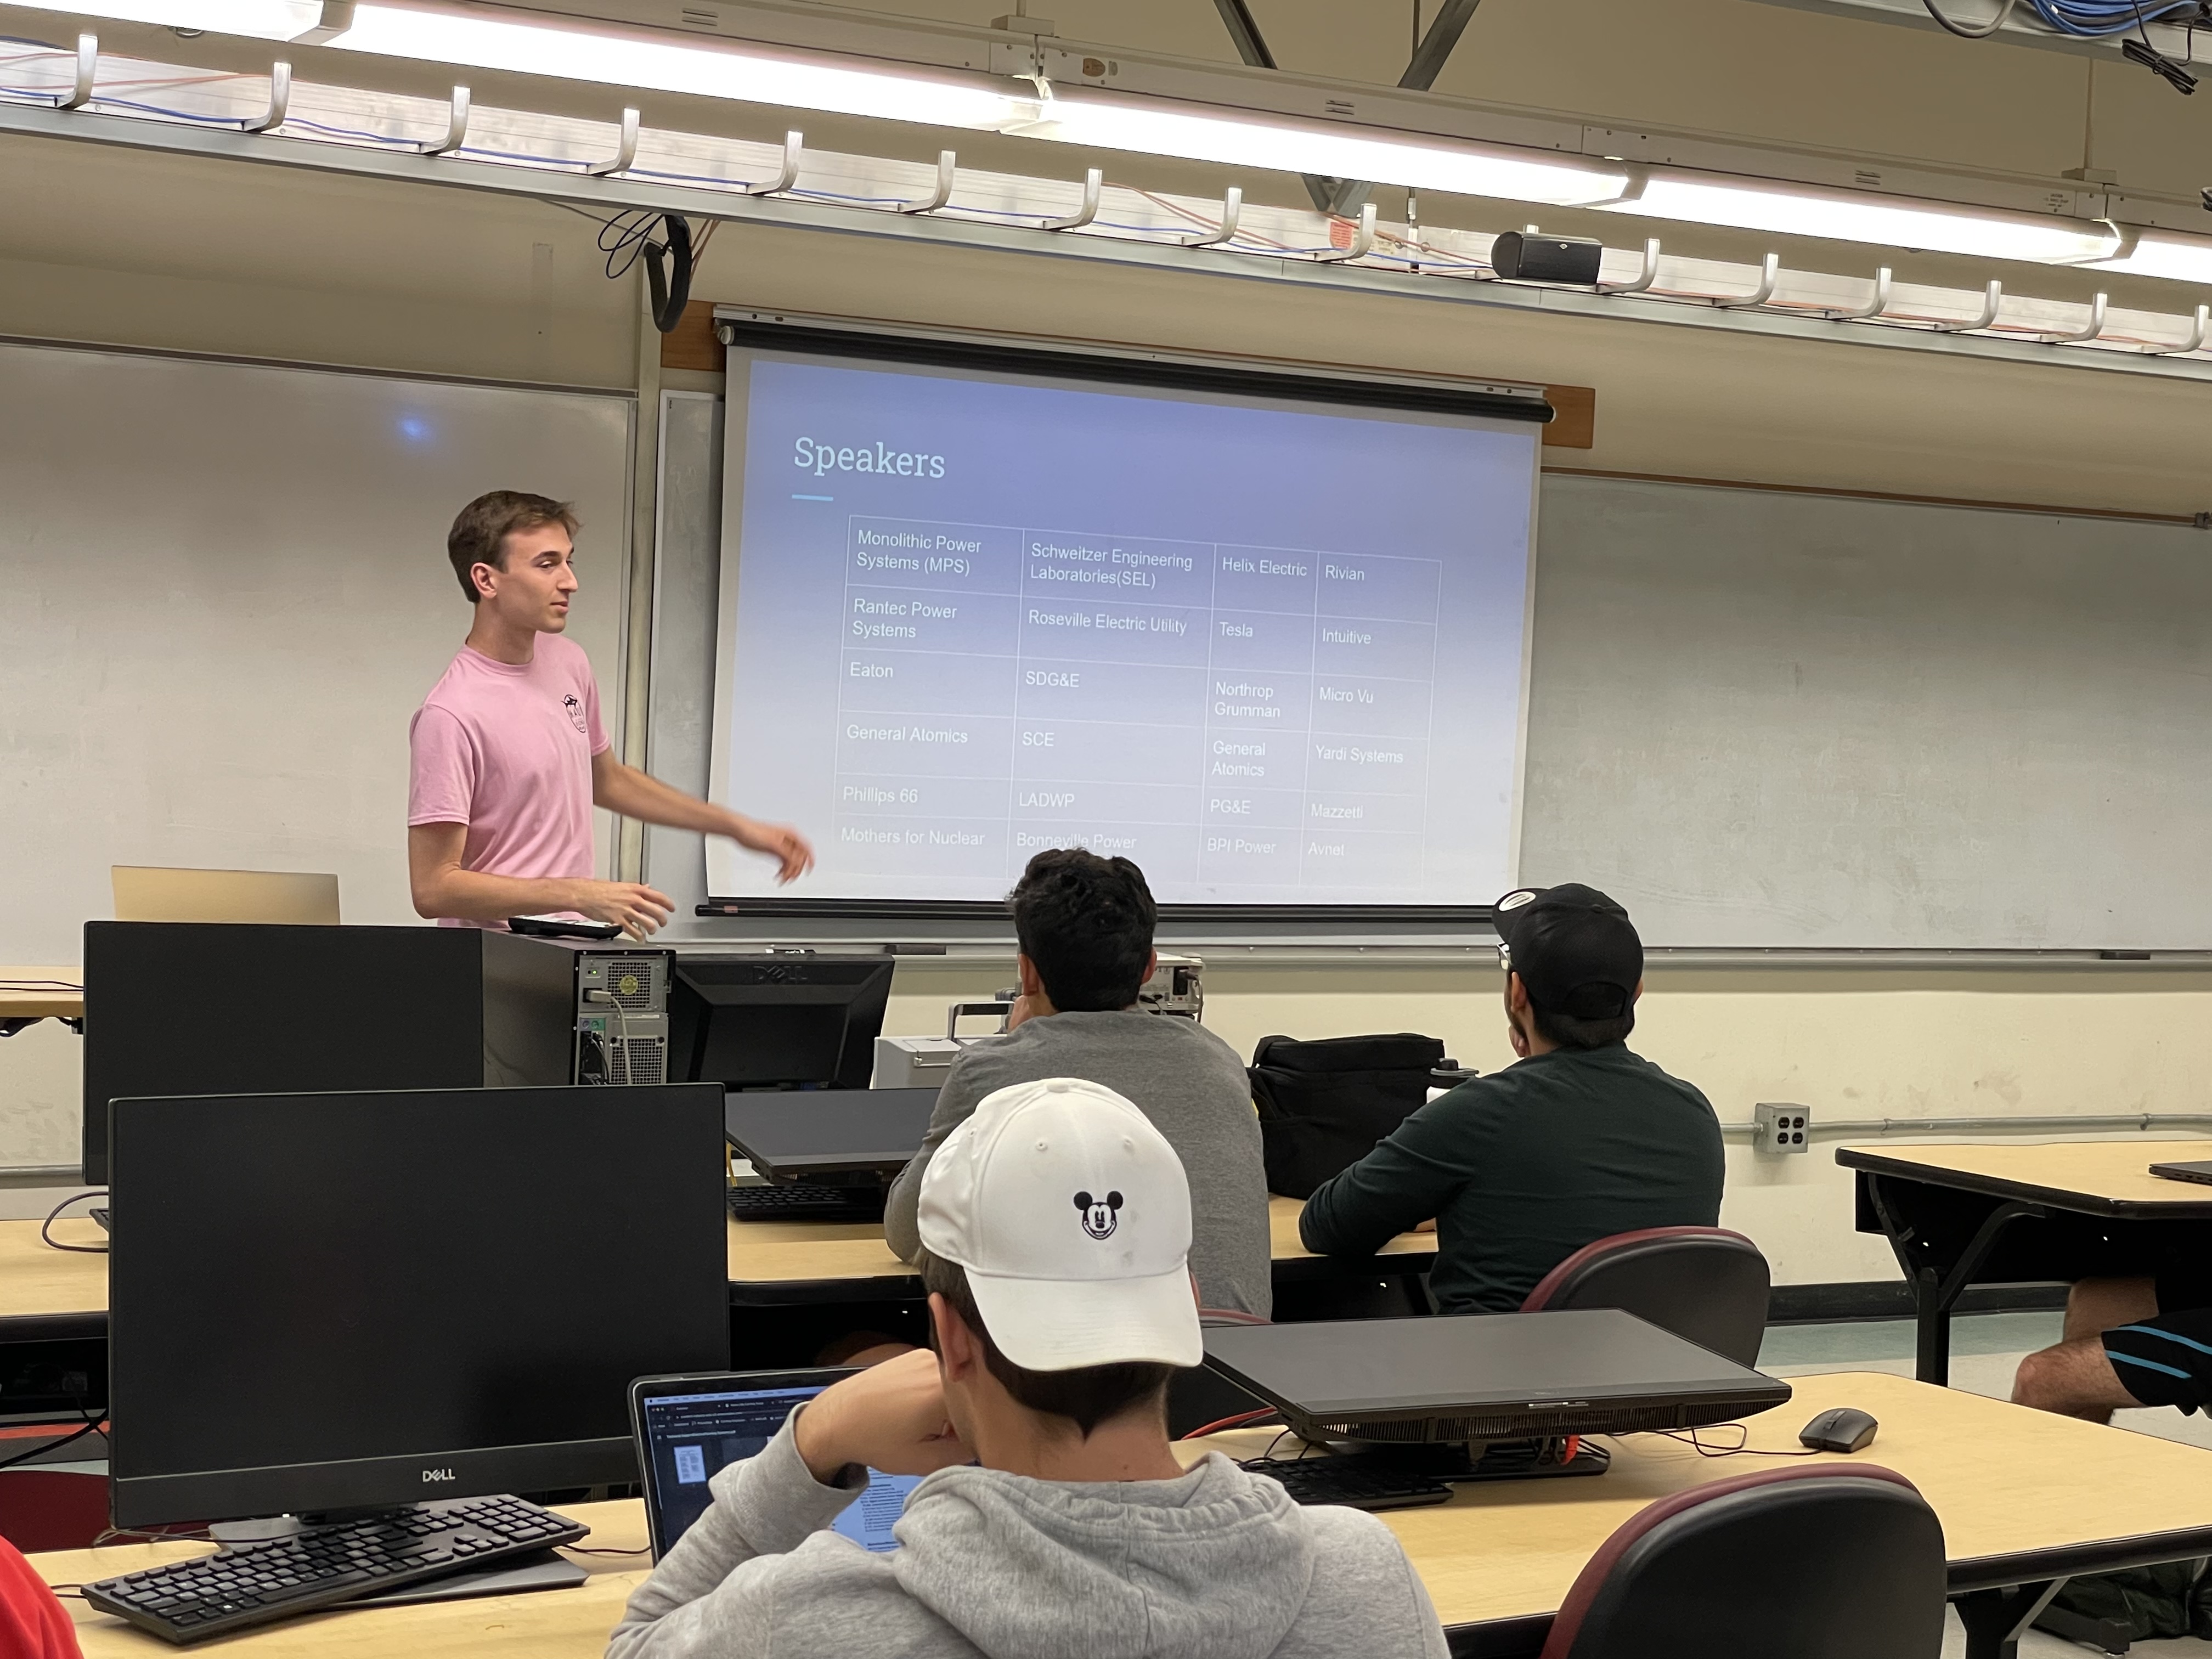 Speakers
Monolithic Power
Systems (MPS)
Schweitzer Engineering
Laboratories(SEL)
Helix Electric
Rivian
Rantec Power
Systems
Roseville Electric Utility
Tesla
Intuitive
Eaton
SDG&E
Northrop
Grumman
Micro Vu
General Atomics
SCE
General
Atomics
Yardi Systems
Phillips 66
LADWP
PG&E
Mazzetti
Mothers for Nuclear
Bonneville Power
BPI Power
Avnet
DELL
DELL